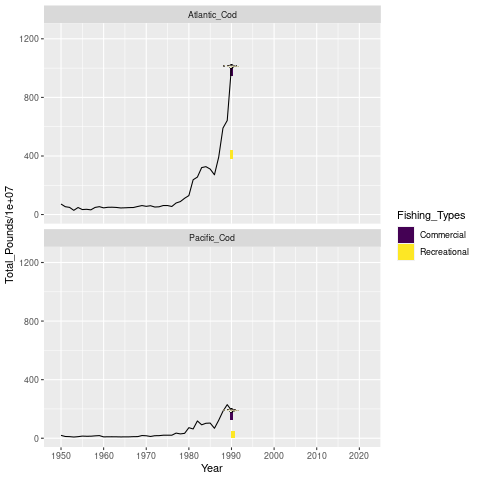 Atlantic_Cod
1200
800
400
0
Pacific_Cod
1200
800
400
0
1950 1960 1970 1980 1990 2000 2010 2020
Year
Total_Pounds/1e+07
Fishing_Types
Commercial
Recreational